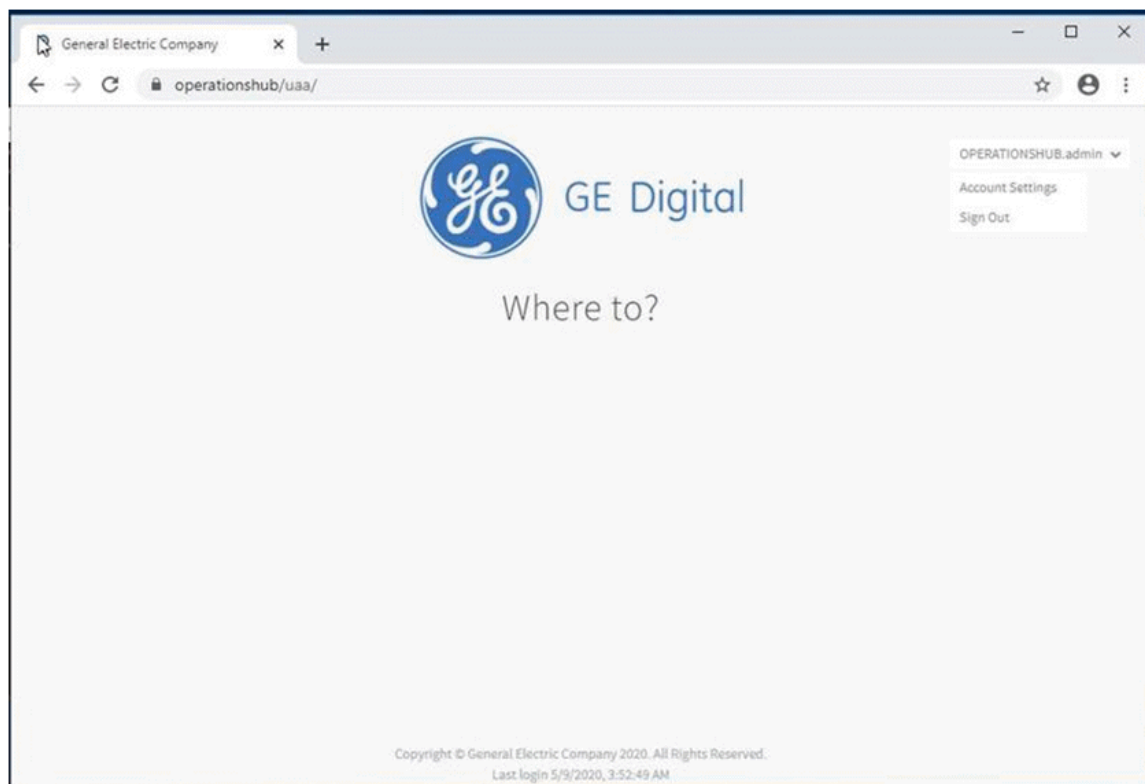 General Electric Company
operationshub/uaa/
GE
GE Digital
OPERATIONSHUB.admin
Account Settings
Sign Out
Where to?
Copyright © General Electric Company 2020. All Rights Reserved.
Last login 5/9/2020, 3:52:49 AM